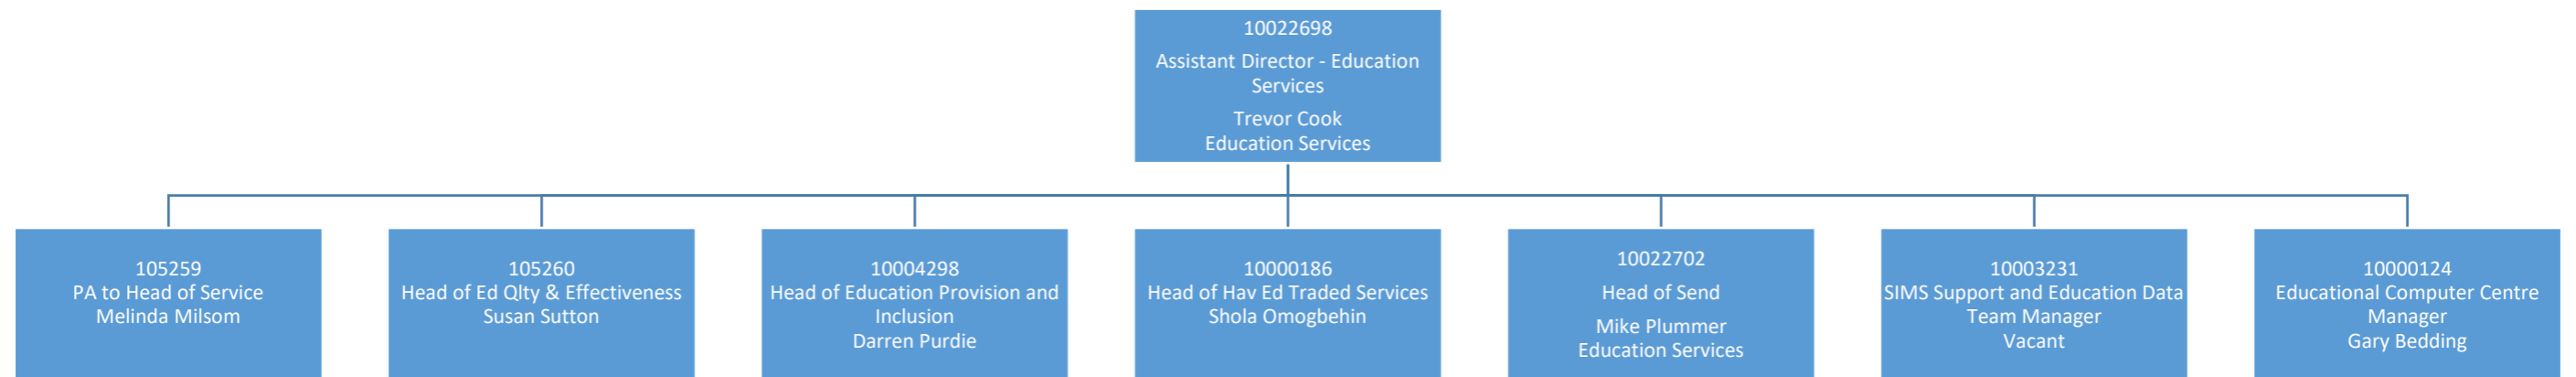 10022698
Assistant Director - Education
Services
Trevor Cook
Education Services
105259
PA to Head of Service
Melinda Milsom
105260
Head of Ed Qlty & Effectiveness
Susan Sutton
10004298
Head of Education Provision and
Inclusion
Darren Purdie
10000186
Head of Hav Ed Traded Services
Shola Omogbehin
10022702
Head of Send
Mike Plummer
Education Services
10003231
SIMS Support and Education Data
Team Manager
Vacant
10000124
Educational Computer Centre
Manager
Gary Bedding